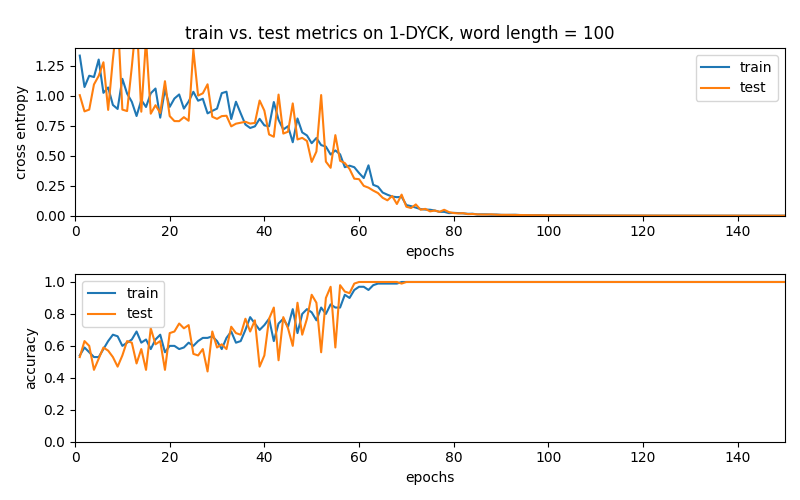 train vs. test metrics on 1-DYCK, word length = 100
1.25
1.00
0.75
0.50
0.25
0.00
cross entropy
train
test
0 20 40 60 80 100 120 140
epochs
1.0
0.8
0.6
0.4
0.2
0.0
accuracy
train
test
0 20 40 60 80 100 120 140
epochs